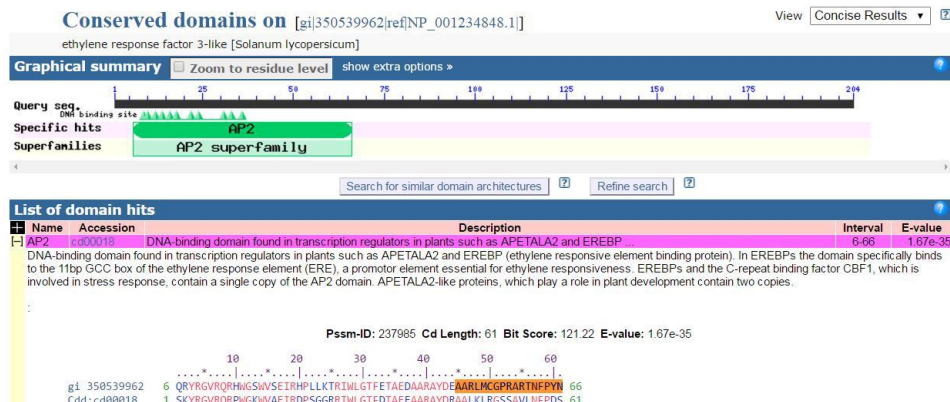 Conserved domains on [gi|350539962|ref|NP_001234848.1|]
View Concise Results
ethylene response factor 3-like [Solanum lycopersicum]
Graphical summary Zoom to residue level show extra options »
1 25 50 75 100 125 150 175 204
Query seq.
DNA binding site
Specific hits AP2
Superfamilies AP2 superfamily
Search for similar domain architectures ? Refine search ?
List of domain hits
Name Accession Description Interval E-value
[-] AP2 cd00018 DNA-binding domain found in transcription regulators in plants such as APETALA2 and EREBP ... 6-66 1.67e-35
DNA-binding domain found in transcription regulators in plants such as APETALA2 and EREBP (ethylene responsive element binding protein). In EREBPs the domain specifically binds
to the 11bp GCC box of the ethylene response element (ERE), a promotor element essential for ethylene responsiveness. EREBPs and the C-repeat binding factor CBF1, which is
involved in stress response, contain a single copy of the AP2 domain. APETALA2-like proteins, which play a role in plant development contain two copies.
:
Pssm-ID: 237985 Cd Length: 61 Bit Score: 121.22 E-value: 1.67e-35
10 20 30 40 50 60
....*....|....*....|....*....|....*....|....*....|....*....|.
gi 350539962 6 QRYRGVRQRHWGSWVSEIRHPLLKTRIWLGTFETAEDAARAYDEAARLMCGPRARTNFPYN 66
Cdd:cd00018 1 SKYRGVRQRPWGKWVAEIRDPSGGRRIWLGTFDTAEEAARAYDRAALKLRGSSAVLNFPDS 61